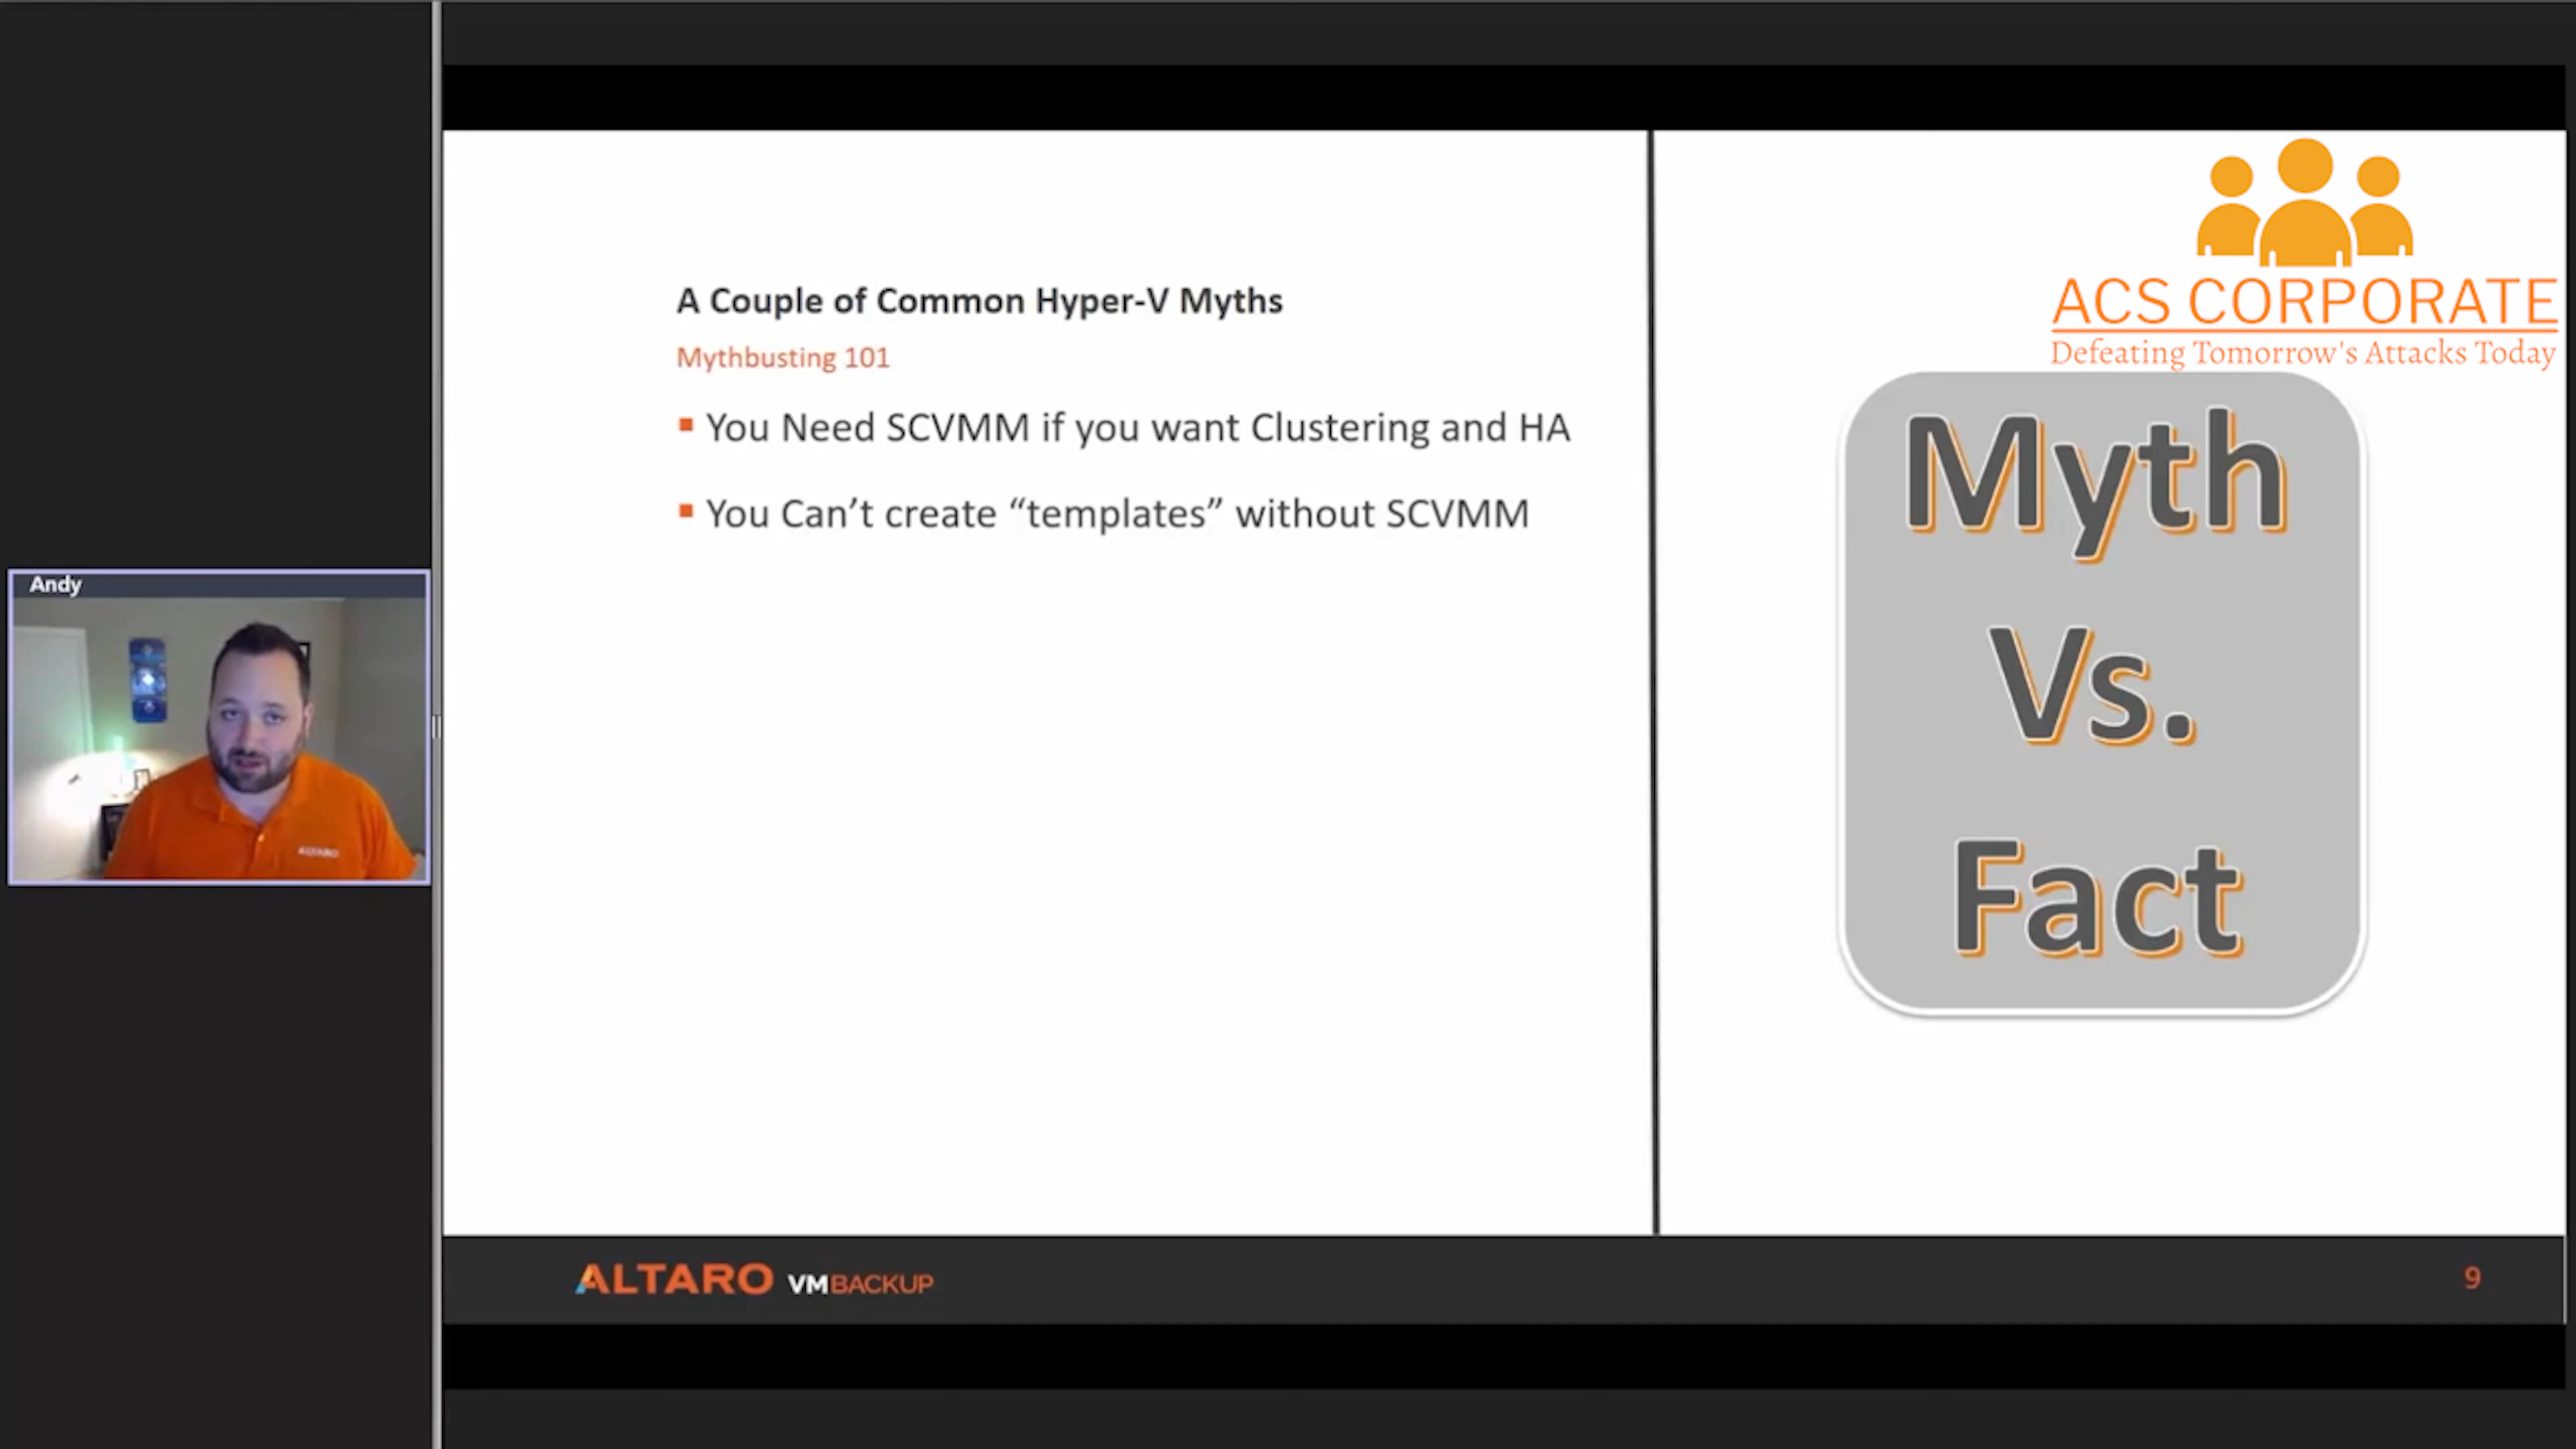 Andy
ALTARO
A Couple of Common Hyper-V Myths
Mythbusting 101
You Need SCVMM if you want Clustering and HA
You Can’t create “templates” without SCVMM
ACS CORPORATE
Defeating Tomorrow's Attacks Today
Myth
Vs.
Fact
ALTARO VMBACKUP
9